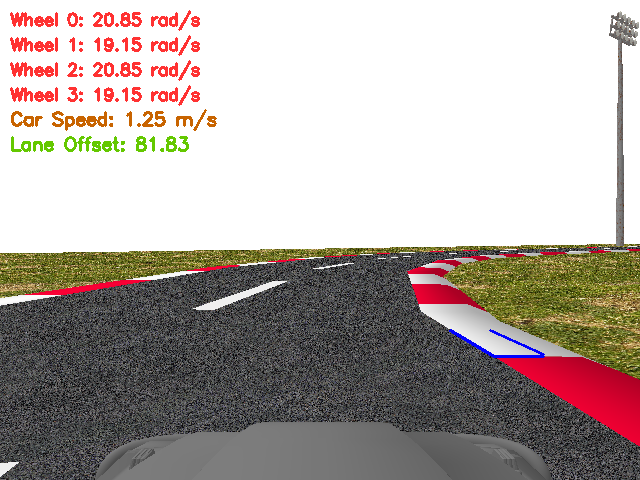 Wheel 0: 20.85 rad/s
Wheel 1: 19.15 rad/s
Wheel 2: 20.85 rad/s
Wheel 3: 19.15 rad/s
Car Speed: 1.25 m/s
Lane Offset: 81.83